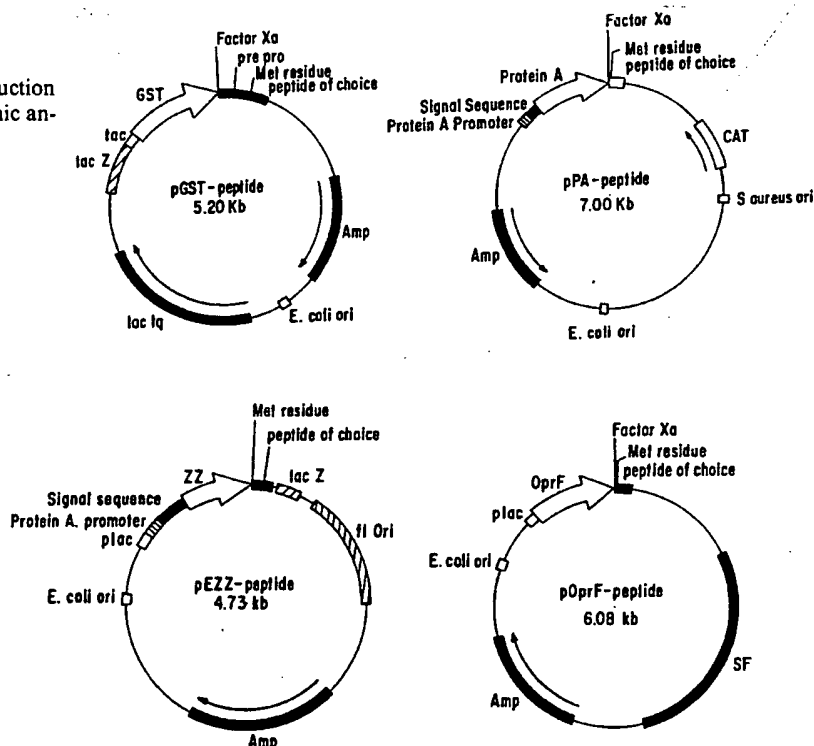 uction
nic an-
Factor Xa
pre pro
Met residue
peptide of choice
GST
tac
lac Z
pGST-peptide
5.20 Kb
Amp
E. coli ori
lac Iq
Factor Xa
Met residue
peptide of choice
Protein A
Signal Sequence
Protein A Promoter
CAT
pPA-peptide
7.00 Kb
S aureus ori
Amp
E. coli ori
Met residue
peptide of choice
ZZ
lac Z
Signal sequence
Protein A. promoter
plac
fl Ori
E. coli ori
pEZZ-peptide
4.73 kb
Amp
Factor Xa
Met residue
peptide of choice
OprF
plac
E. coli ori
pOprF-peptide
6.08 kb
SF
Amp